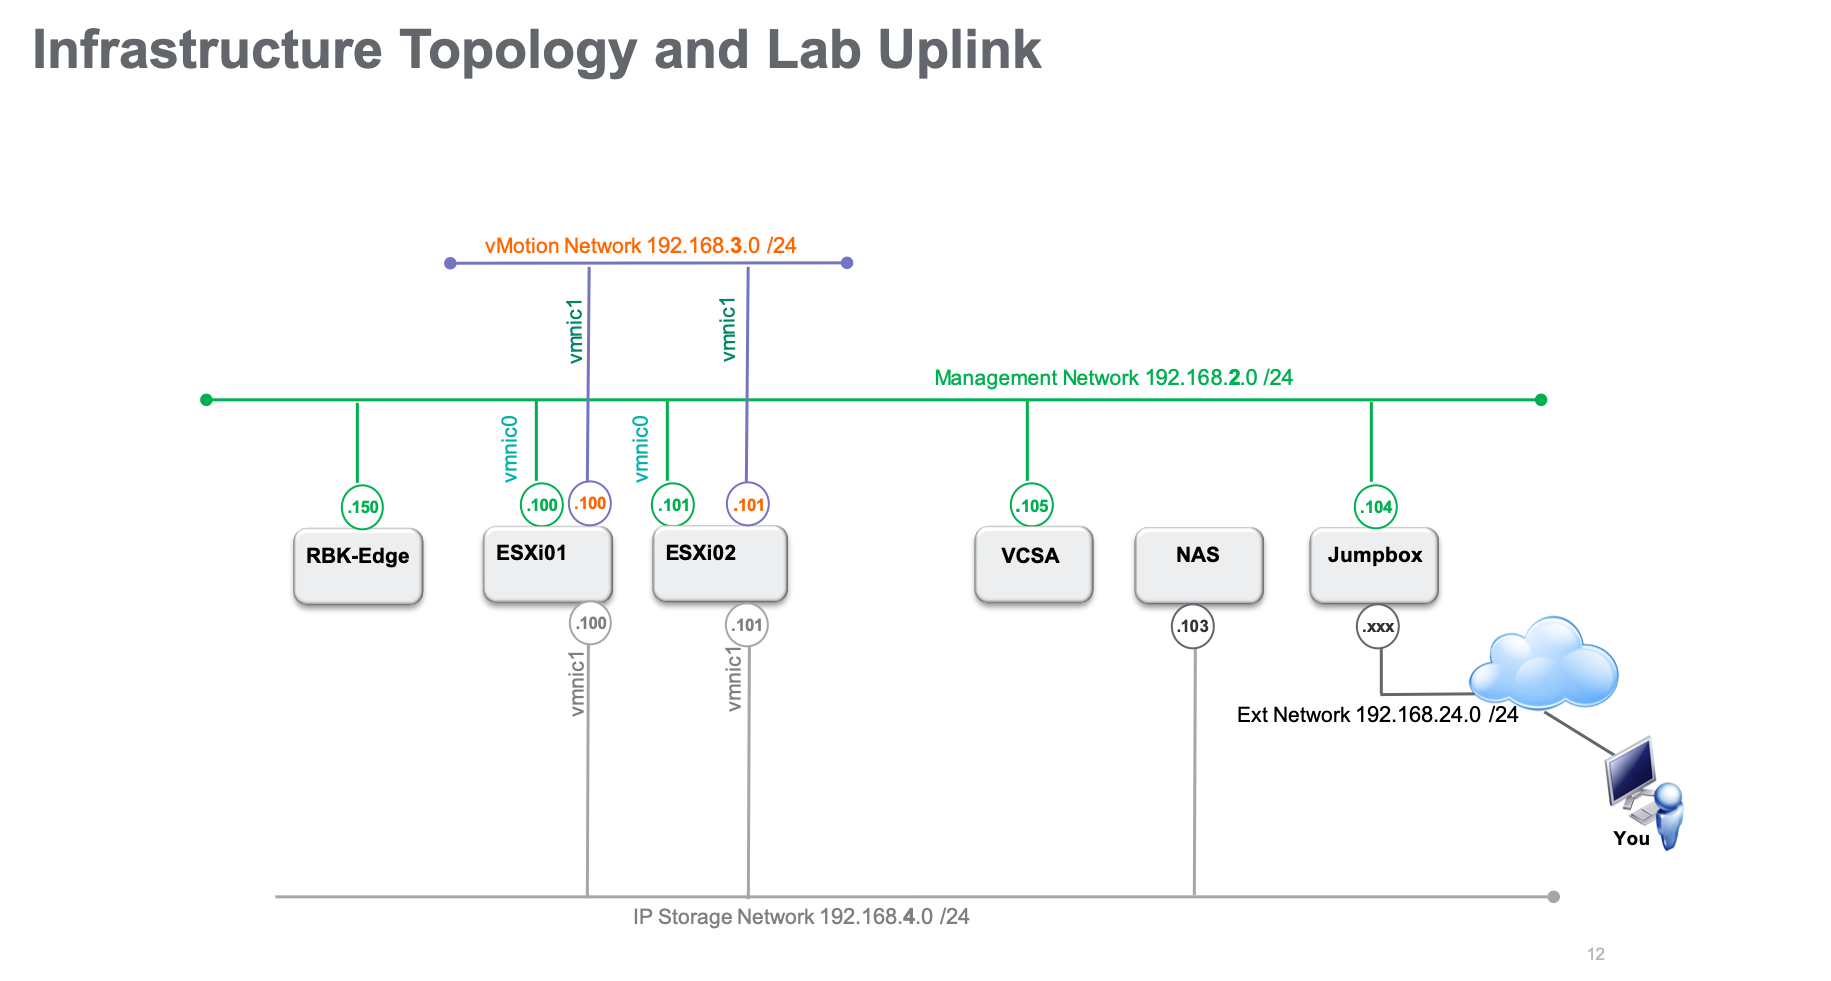 Infrastructure Topology and Lab Uplink
vMotion Network 192.168.3.0 /24
vmnic1
vmnic1
Management Network 192.168.2.0 /24
vmnic0
vmnic0
.150
.100
.100
.101
.101
.105
.104
RBK-Edge
ESXi01
ESXi02
VCSA
NAS
Jumpbox
.100
.101
.103
.xxx
vmnic1
vmnic1
Ext Network 192.168.24.0 /24
You
IP Storage Network 192.168.4.0 /24
12